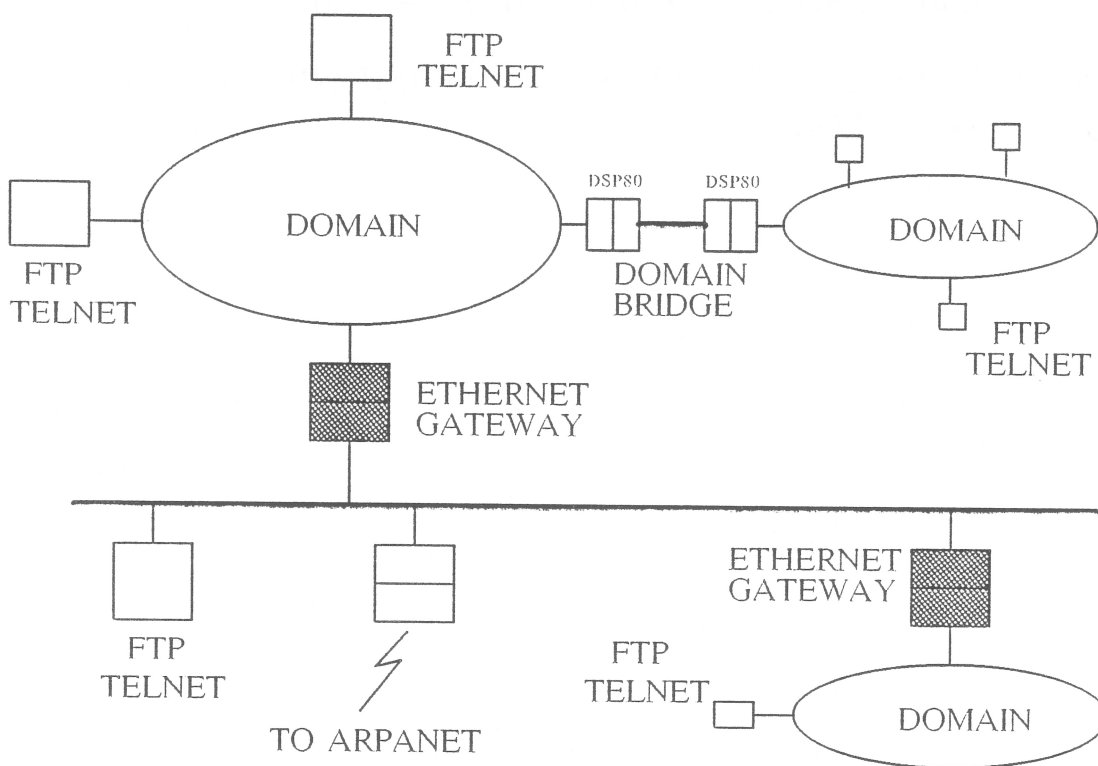 FTP
TELNET
DSP80
DSP80
DOMAIN
DOMAIN
FTP
TELNET
DOMAIN
BRIDGE
FTP
TELNET
ETHERNET
GATEWAY
ETHERNET
GATEWAY
FTP
TELNET
FTP
TELNET
DOMAIN
TO ARPANET